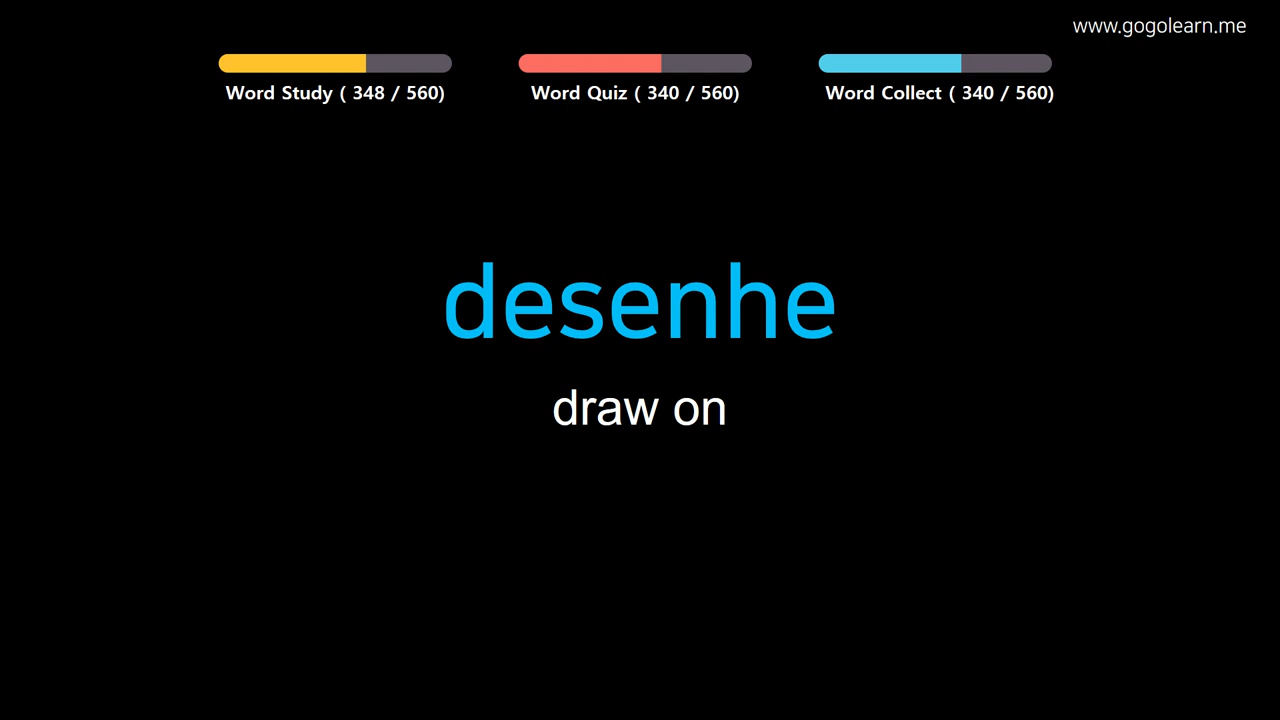 www.gogolearn.me
Word Study ( 348 / 560)
Word Quiz ( 340 / 560)
Word Collect ( 340 / 560)
desenhe
draw on